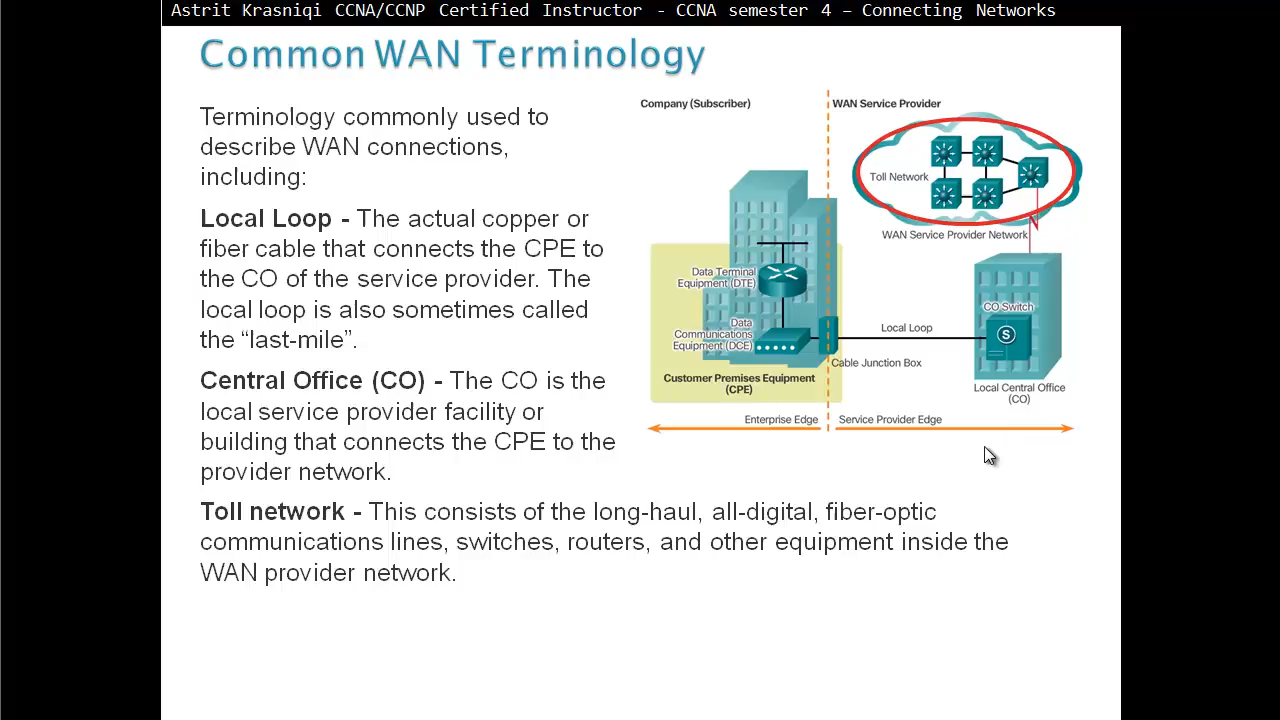 Astrit Krasniqi CCNA/CCNP Certified Instructor - CCNA semester 4 – Connecting Networks
Common WAN Terminology
Terminology commonly used to
describe WAN connections,
including:
Local Loop - The actual copper or
fiber cable that connects the CPE to
the CO of the service provider. The
local loop is also sometimes called
the “last-mile”.
Central Office (CO) - The CO is the
local service provider facility or
building that connects the CPE to the
provider network.
Toll network - This consists of the long-haul, all-digital, fiber-optic
communications lines, switches, routers, and other equipment inside the
WAN provider network.
Company (Subscriber)
WAN Service Provider
Toll Network
WAN Service Provider Network
Data Terminal
Equipment (DTE)
Data
Communications
Equipment (DCE)
Customer Premises Equipment
(CPE)
Local Loop
Cable Junction Box
CO Switch
S
Local Central Office
(CO)
Enterprise Edge
Service Provider Edge